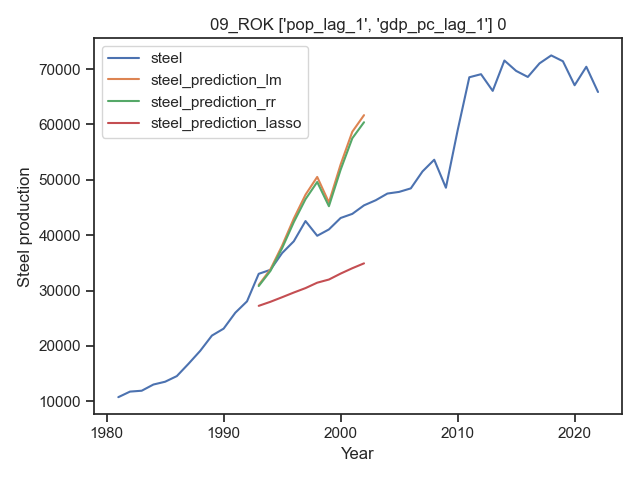 09_ROK ['pop_lag_1', 'gdp_pc_lag_1'] 0
steel
steel_prediction_lm
steel_prediction_rr
steel_prediction_lasso
Steel production
70000
60000
50000
40000
30000
20000
10000
1980 1990 2000 2010 2020
Year